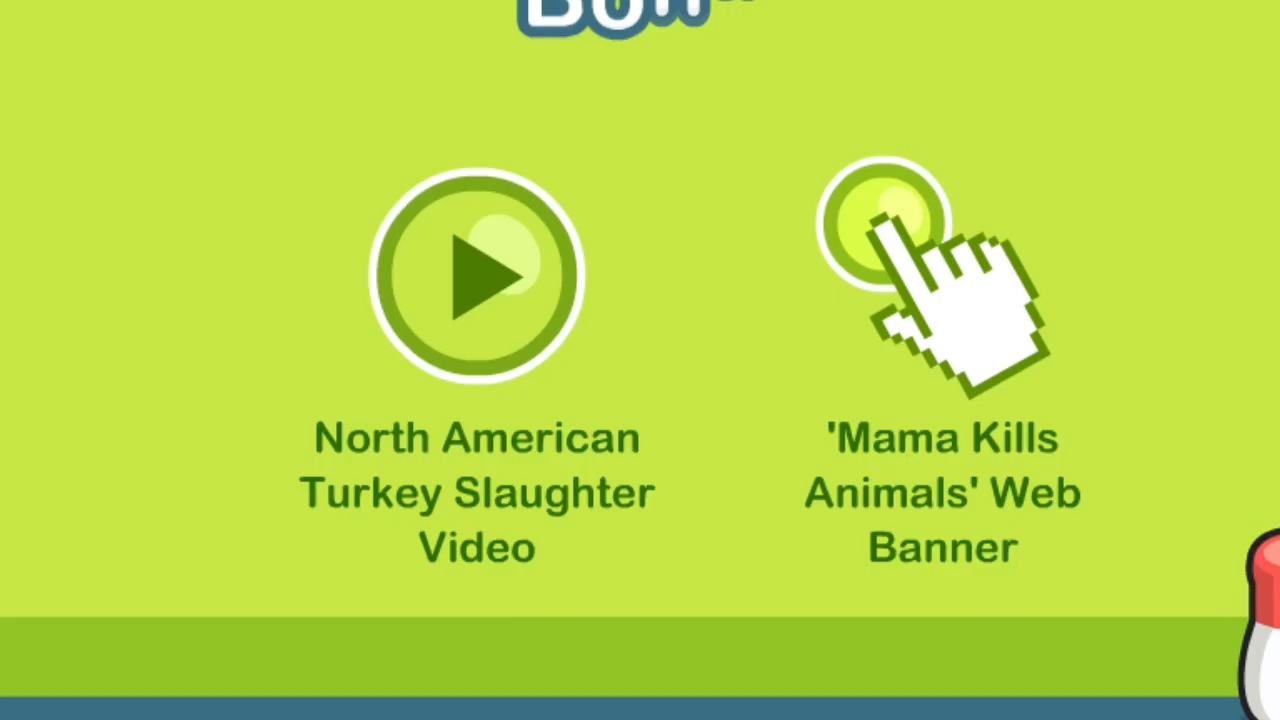 North American
Turkey Slaughter
Video
'Mama Kills
Animals' Web
Banner